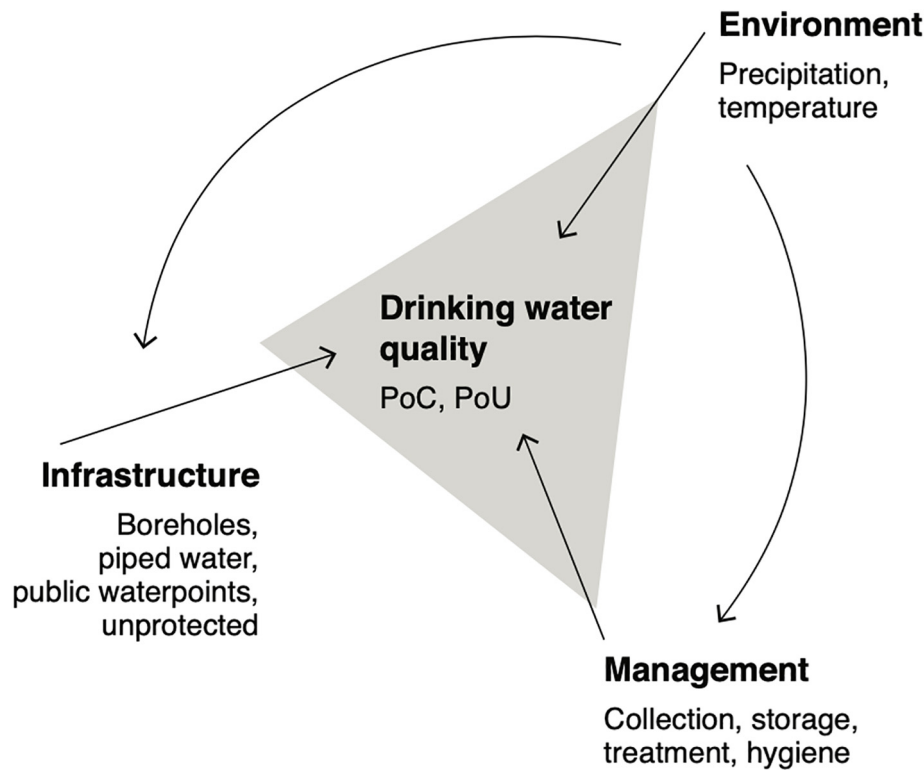 Environment
Precipitation,
temperature
Drinking water
quality
PoC, PoU
Infrastructure
Boreholes,
piped water,
public waterpoints,
unprotected
Management
Collection, storage,
treatment, hygiene